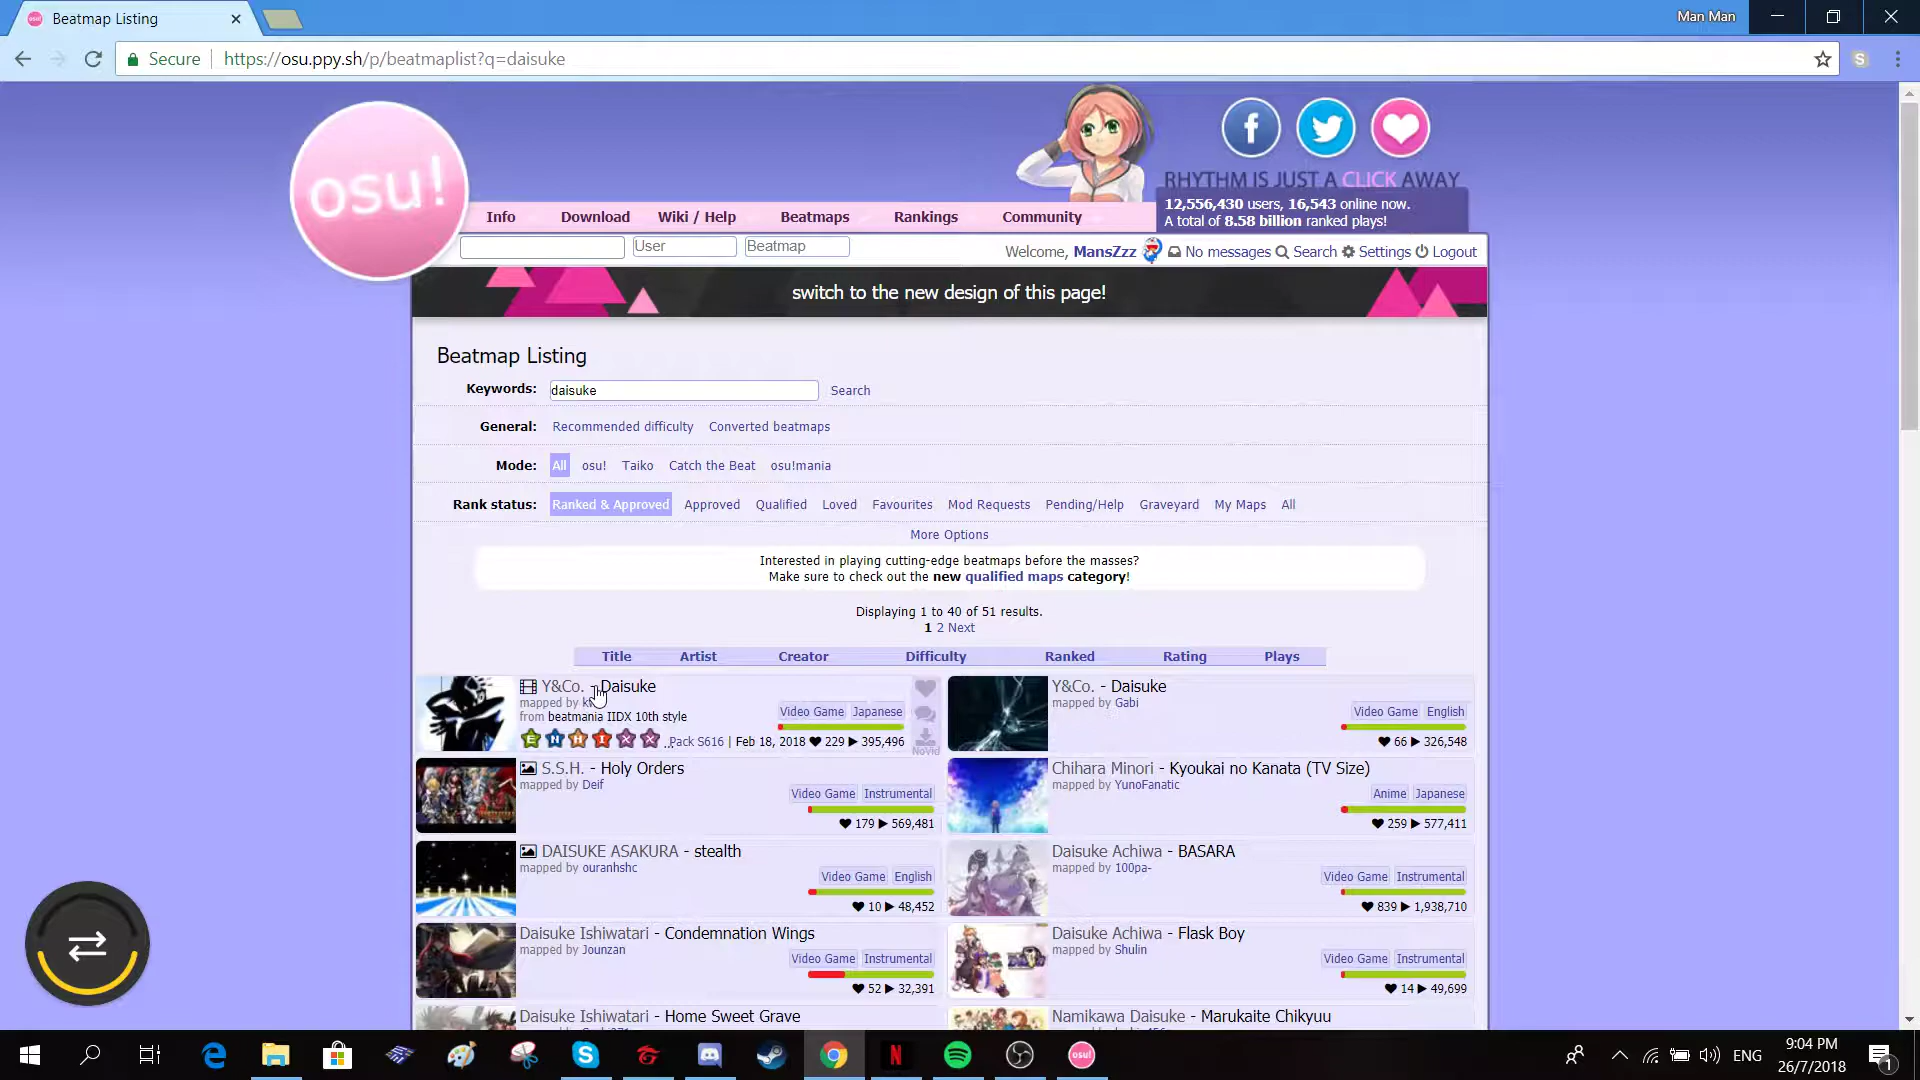 Beatmap Listing
Man Man
Secure
https://osu.ppy.sh/p/beatmaplist?q=daisuke
S
osu!
f
RHYTHM IS JUST A CLICK AWAY
12,556,430 users, 16,543 online now.
A total of 8.58 billion ranked plays!
Info Download Wiki / Help Beatmaps Rankings Community
User Beatmap
Welcome, MansZzz No messages Search Settings Logout
switch to the new design of this page!
Beatmap Listing
Keywords: daisuke Search
General: Recommended difficulty Converted beatmaps
Mode: All osu! Taiko Catch the Beat osu!mania
Rank status: Ranked & Approved Approved Qualified Loved Favourites Mod Requests Pending/Help Graveyard My Maps All
More Options
Interested in playing cutting-edge beatmaps before the masses?
Make sure to check out the new qualified maps category!
Displaying 1 to 40 of 51 results.
1 2 Next
Title Artist Creator Difficulty Ranked Rating Plays
Y&Co. - Daisuke
mapped by
from beatmania IIDX 10th style
Video Game Japanese
E N H I X X ..Pack S616 | Feb 18, 2018 229 395,496
NoVid
Y&Co. - Daisuke
mapped by Gabi
Video Game English
66 326,548
S.S.H. - Holy Orders
mapped by Deif
Video Game Instrumental
179 569,481
Chihara Minori - Kyoukai no Kanata (TV Size)
mapped by YunoFanatic
Anime Japanese
259 577,411
DAISUKE ASAKURA - stealth
mapped by ouranhshc
Video Game English
10 48,452
stealth
Daisuke Achiwa - BASARA
mapped by 100pa-
Video Game Instrumental
839 1,938,710
Daisuke Ishiwatari - Condemnation Wings
mapped by Jounzan
Video Game Instrumental
52 32,391
Daisuke Achiwa - Flask Boy
mapped by Shulin
Video Game Instrumental
14 49,699
Daisuke Ishiwatari - Home Sweet Grave
Namikawa Daisuke - Marukaite Chikyuu
N
osu!
ENG
9:04 PM
26/7/2018
1